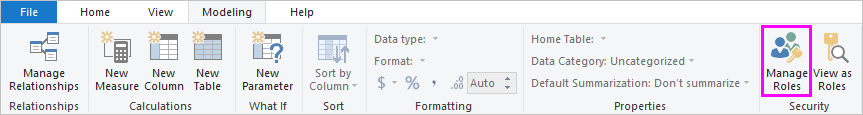 File Home View Modeling Help
Manage Relationships
Relationships
New Measure
New Column
New Table
Calculations
New Parameter
What If
Sort by Column
Sort
Data type:
Format:
$ % , .00 Auto
Formatting
Home Table:
Data Category: Uncategorized
Default Summarization: Don't summarize
Properties
Manage Roles
View as Roles
Security